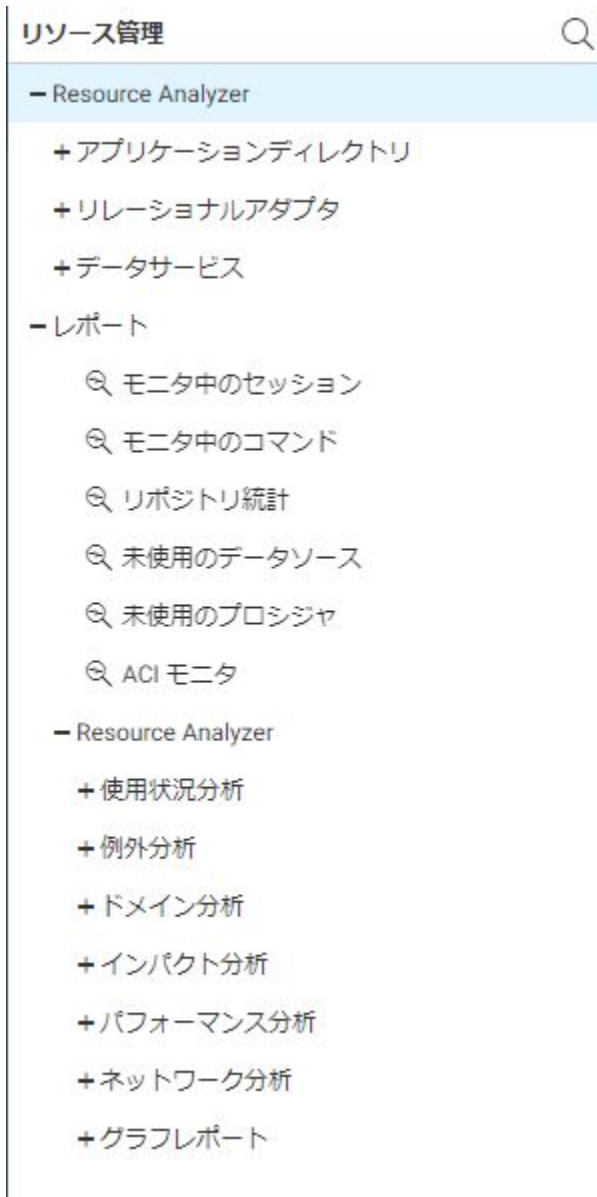 リソース管理
Resource Analyzer
アプリケーションディレクトリ
リレーショナルアダプタ
データサービス
レポート
モニタ中のセッション
モニタ中のコマンド
リポジトリ統計
未使用のデータソース
未使用のプロシジャ
ACI モニタ
Resource Analyzer
使用状況分析
例外分析
ドメイン分析
インパクト分析
パフォーマンス分析
ネットワーク分析
グラフレポート